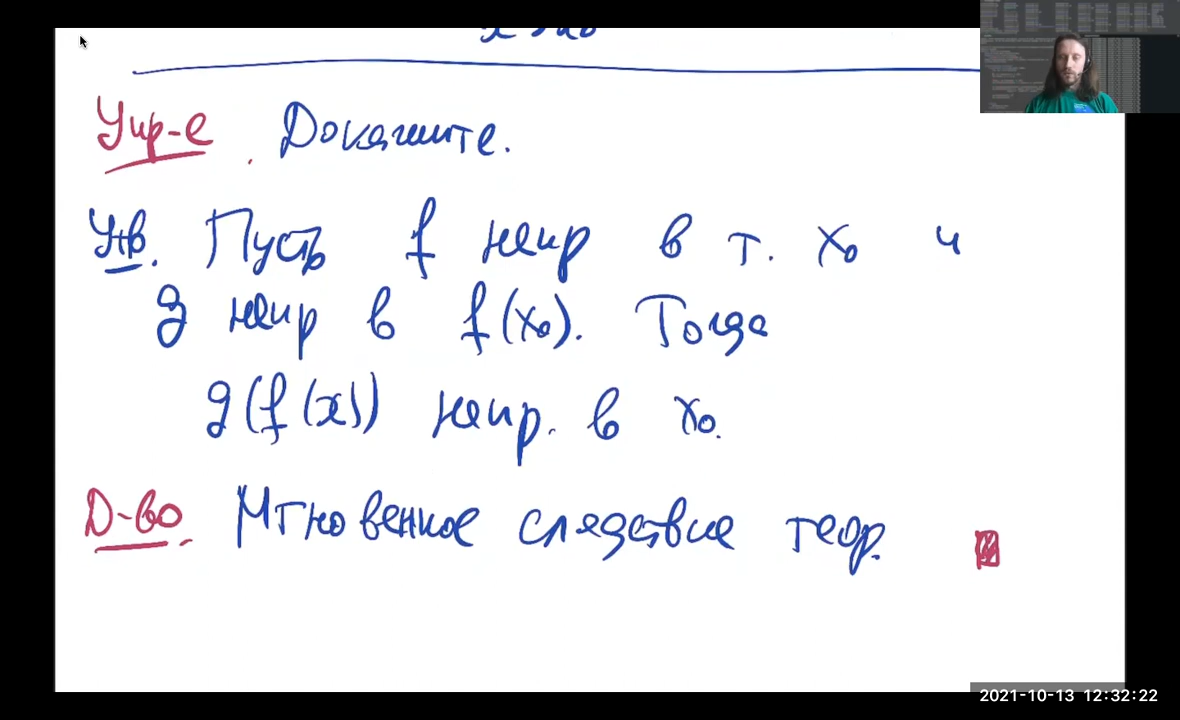 x→x₀
Упр-е. Докажите.
Утв. Пусть f непр в т. x₀ и
g непр в f(x₀). Тогда
g(f(x)) непр. в x₀.
Д-во. Мгновенное следствие теор.
2021-10-13 12:32:22